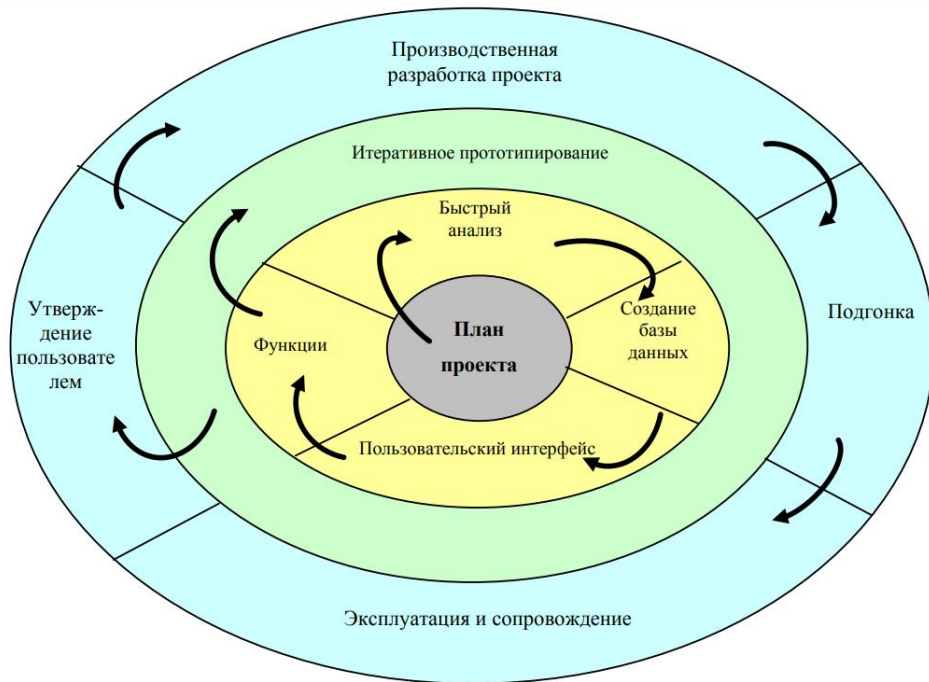 Производственная
разработка проекта
Итеративное прототипирование
Быстрый
анализ
Утверж-
дение
пользовате
лем
Функции
План
проекта
Создание
базы
данных
Подгонка
Пользовательский интерфейс
Эксплуатация и сопровождение